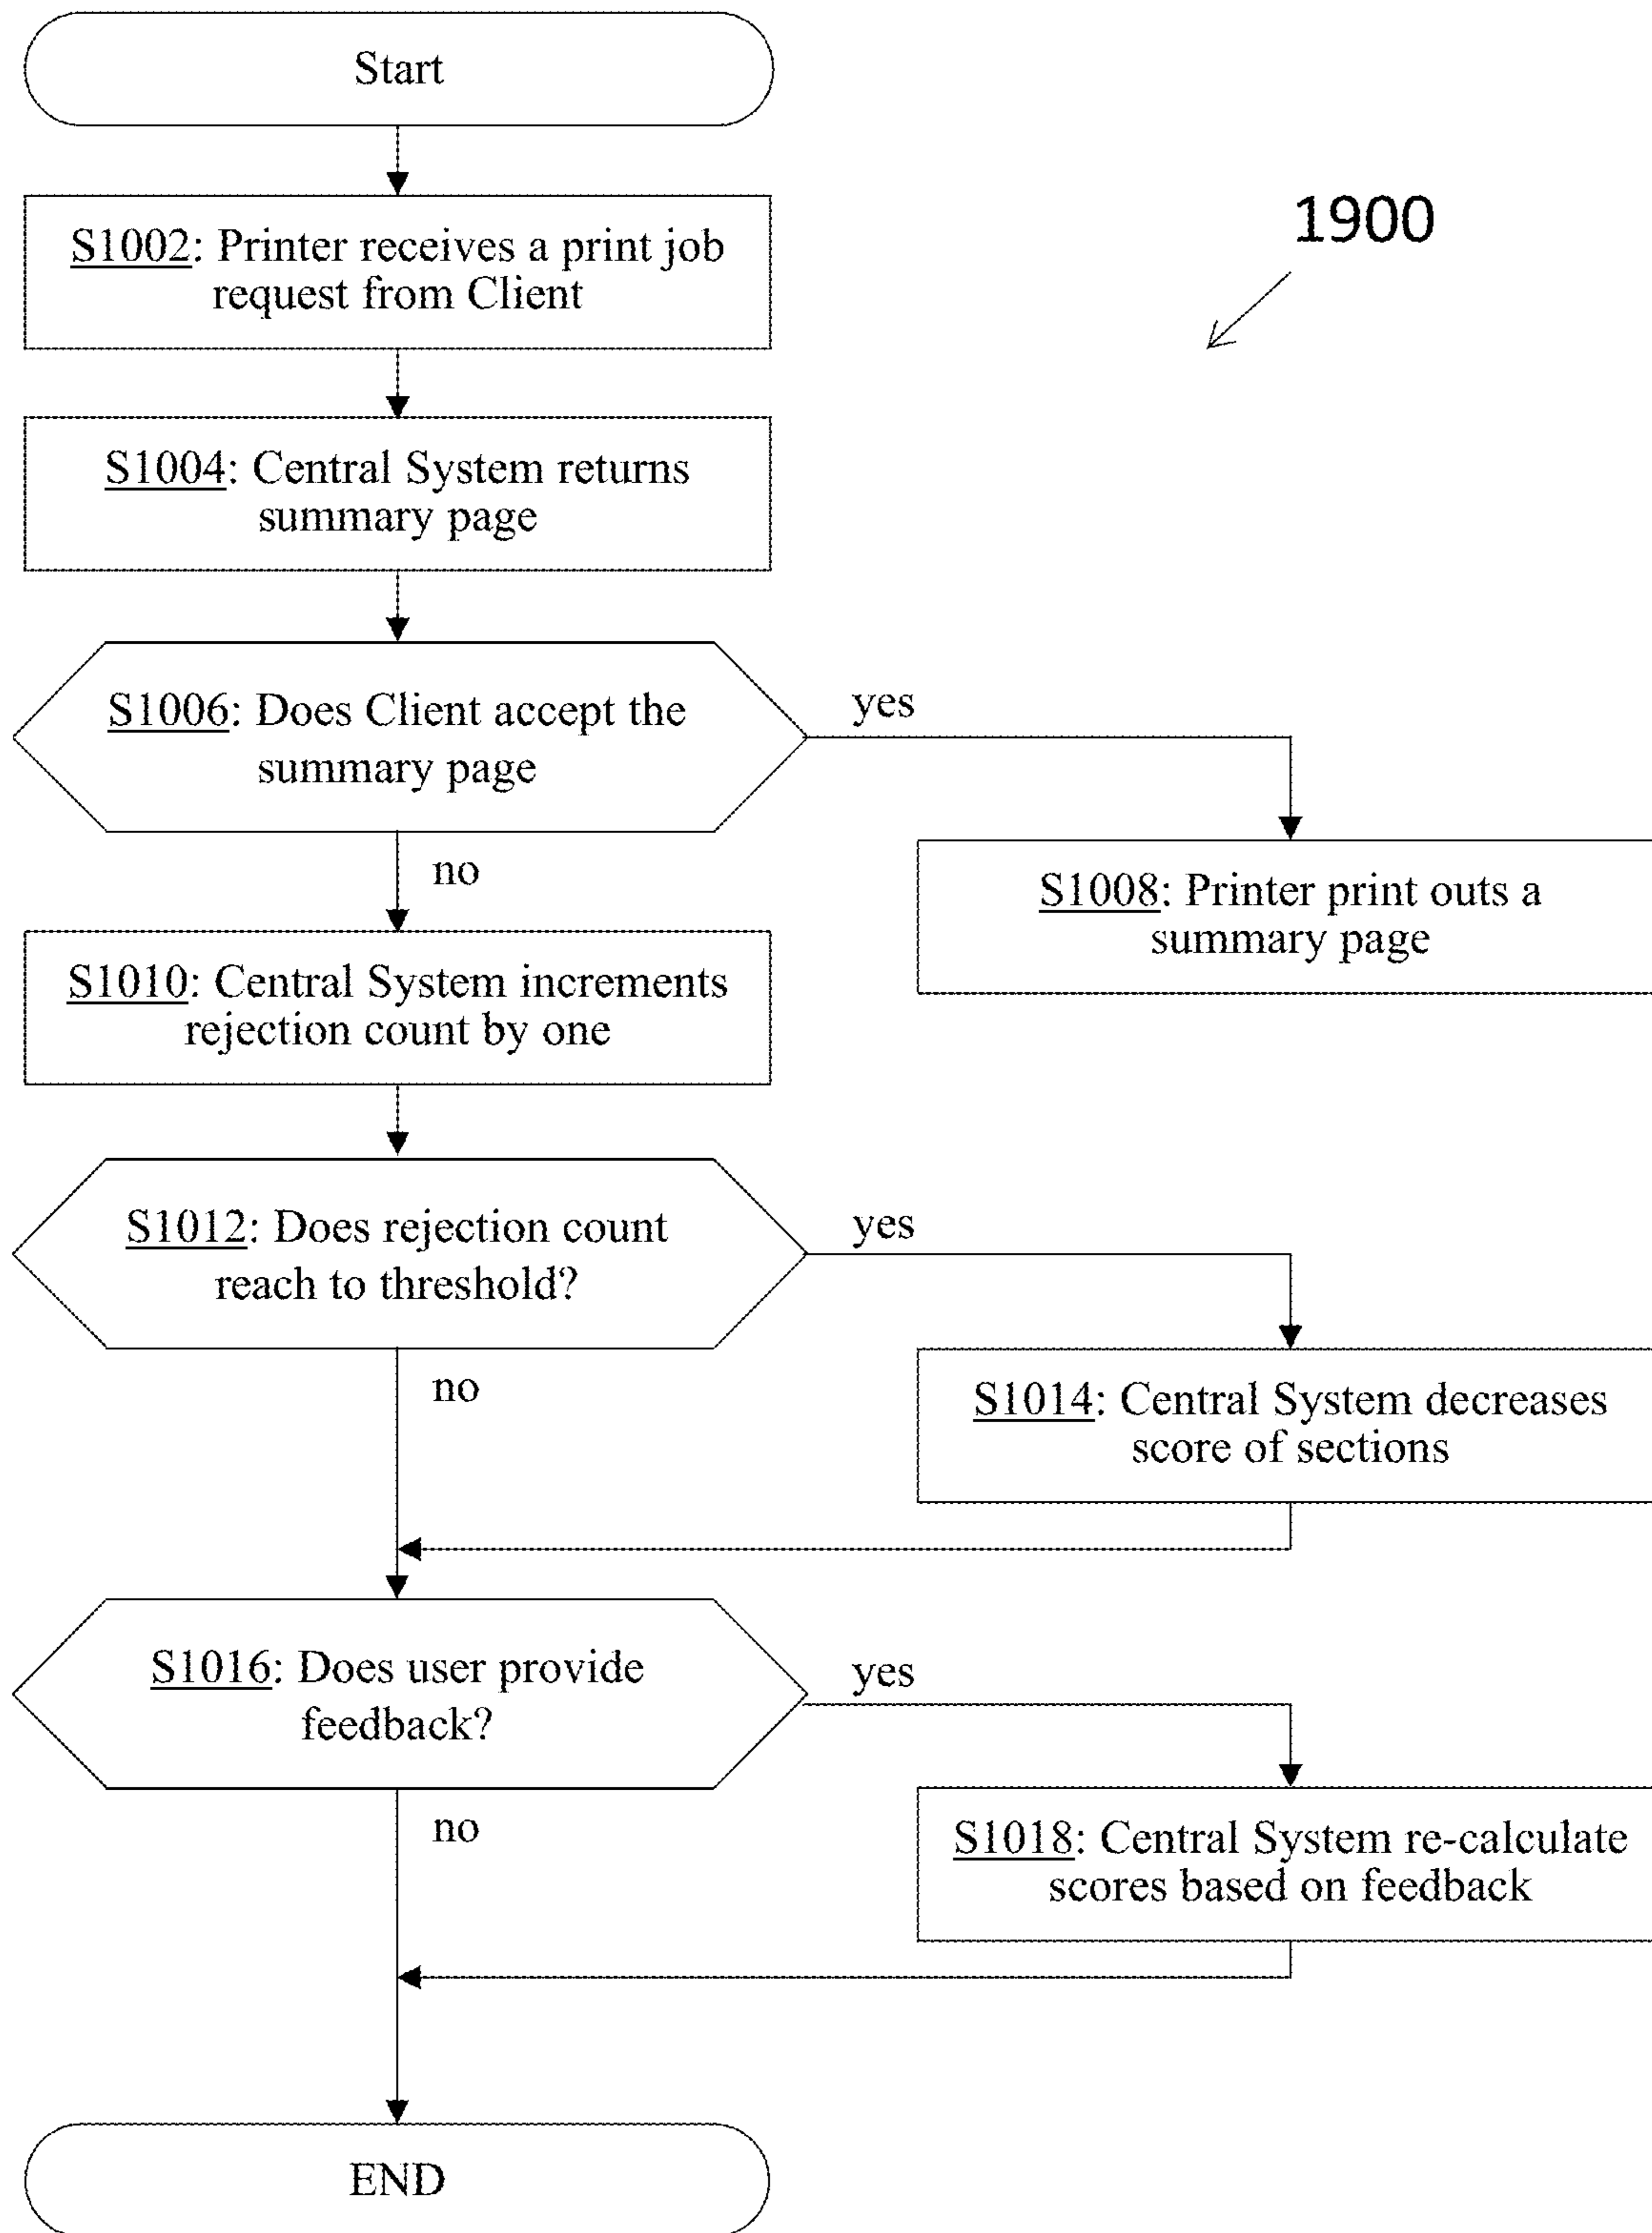 Start
1900
S1002: Printer receives a print job
request from Client
S1004: Central System returns
summary page
S1006: Does Client accept the
summary page
yes
no
S1008: Printer print outs a
summary page
S1010: Central System increments
rejection count by one
S1012: Does rejection count
reach to threshold?
yes
no
S1014: Central System decreases
score of sections
S1016: Does user provide
feedback?
yes
no
S1018: Central System re-calculate
scores based on feedback
END